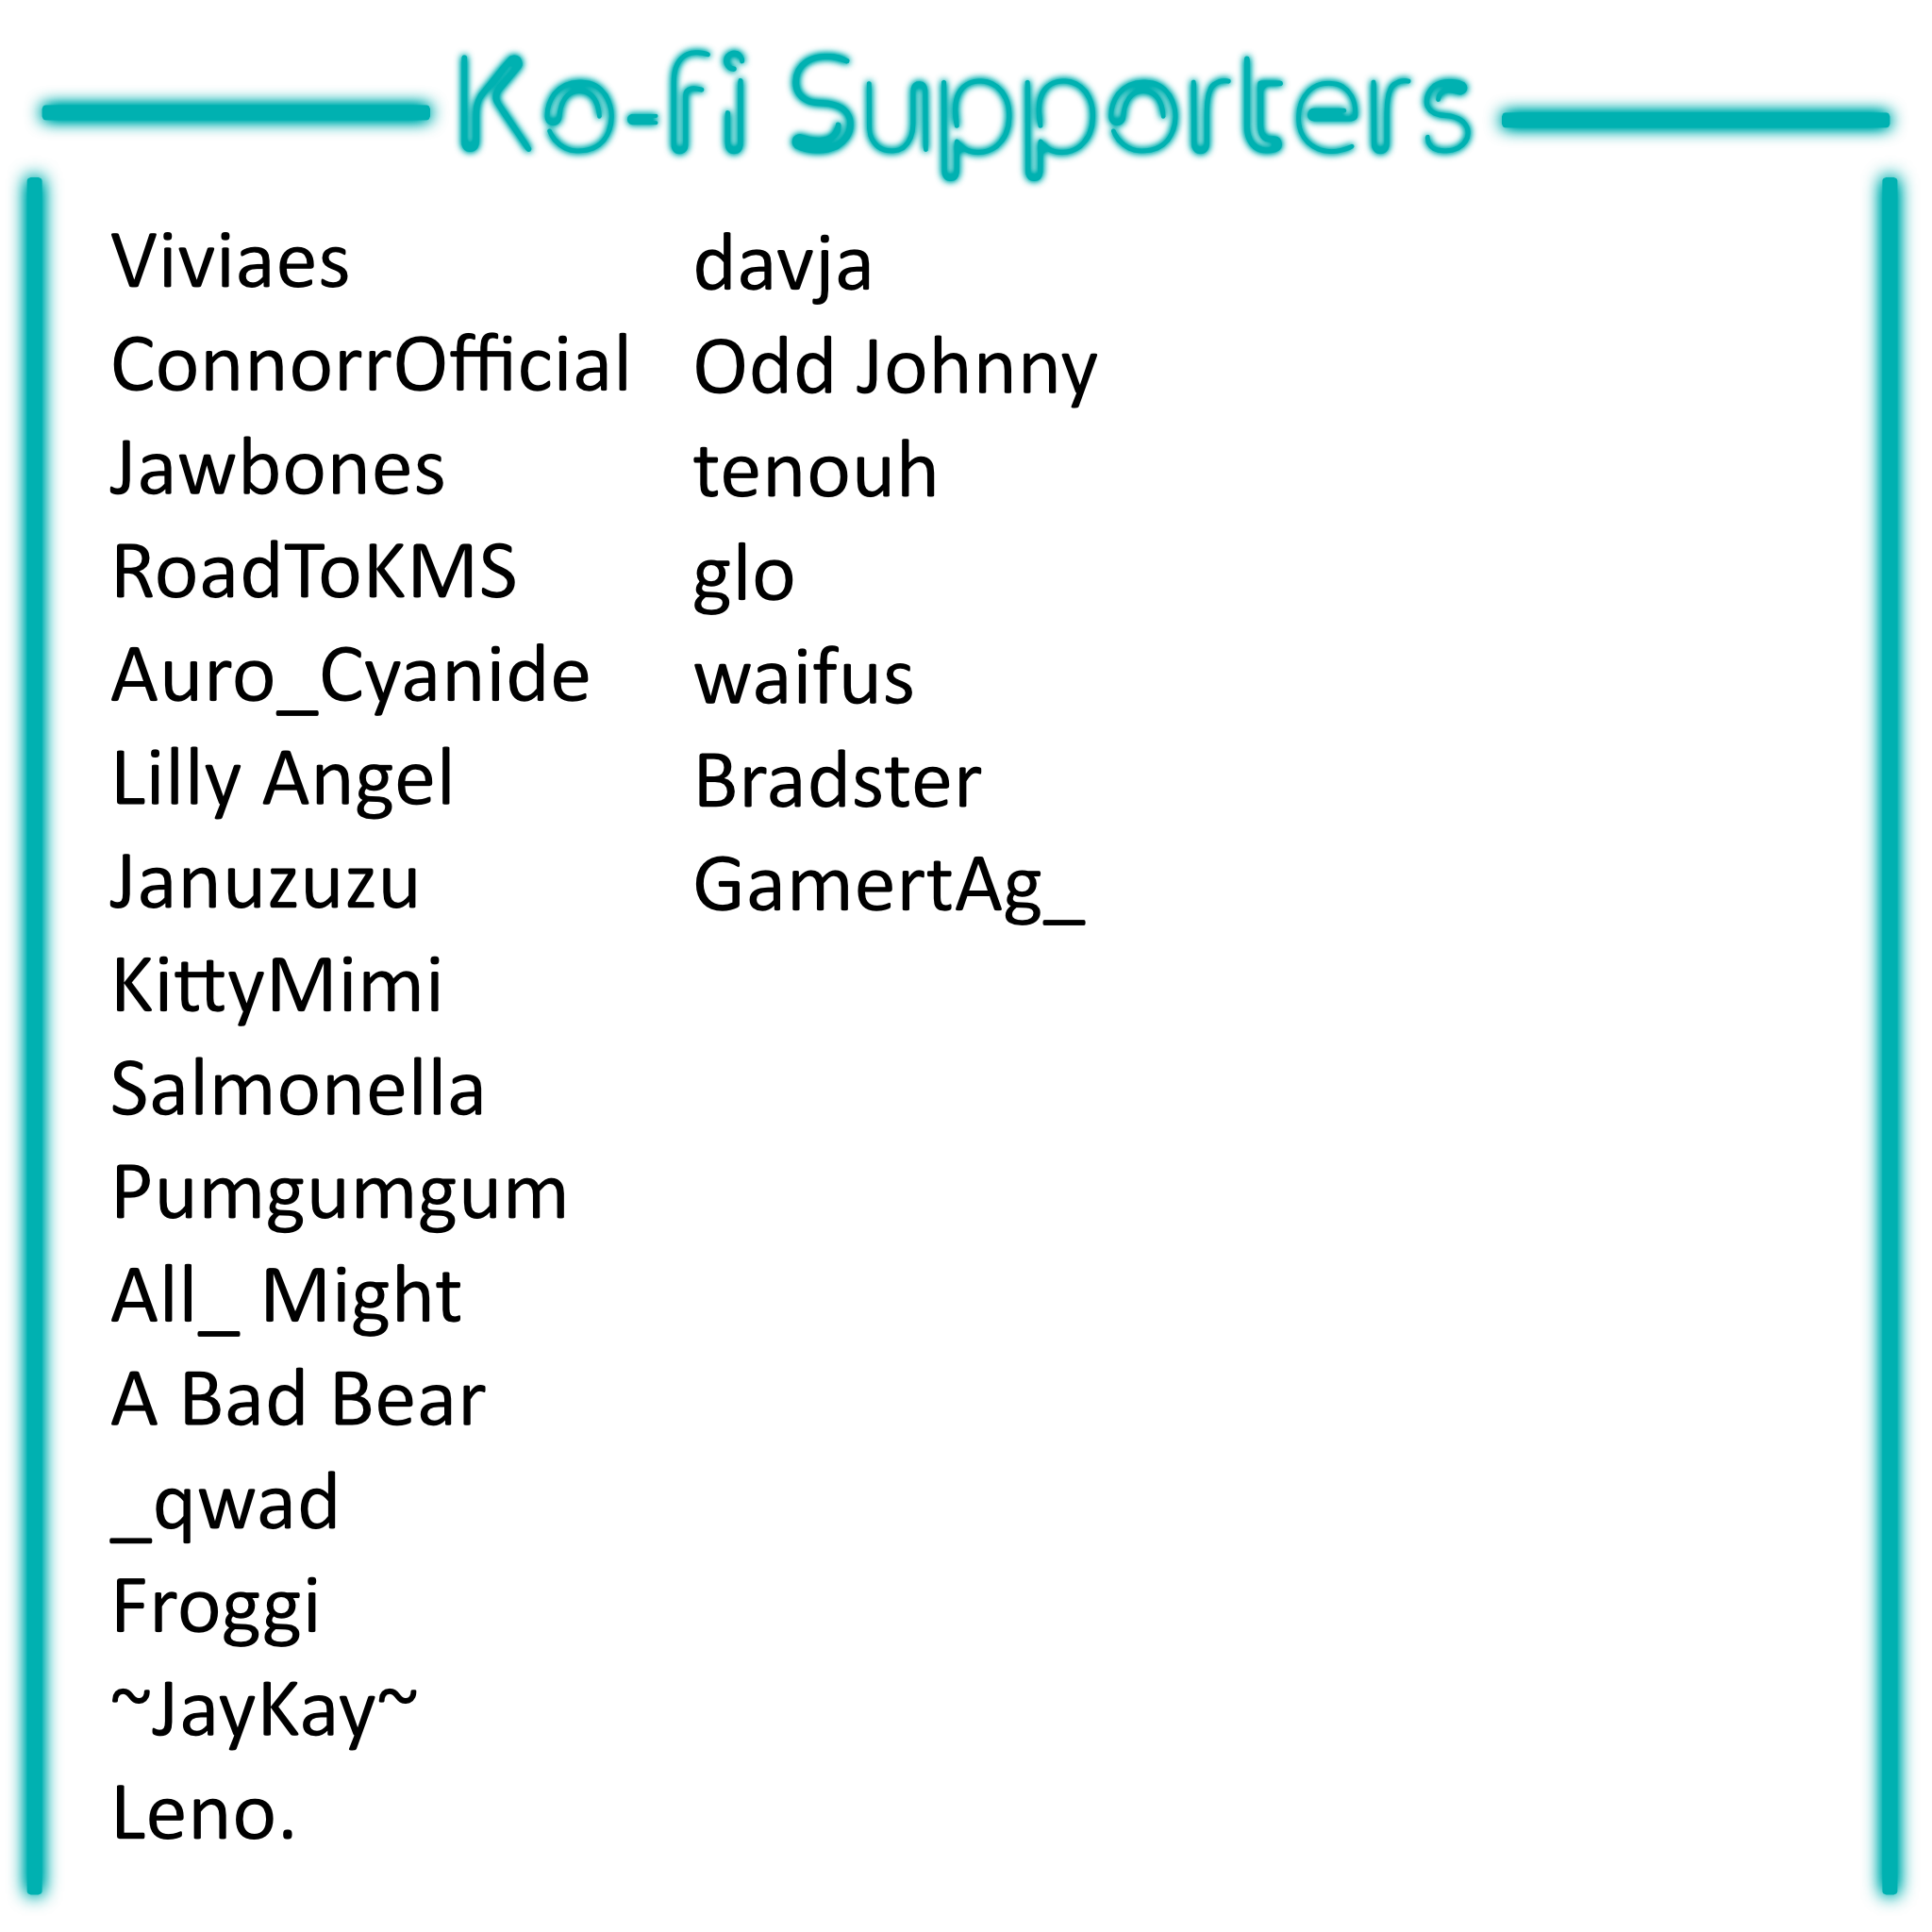 Ko-fi Supporters
Viviaes
ConnorrOfficial
Jawbones
RoadToKMS
Auro_Cyanide
Lilly Angel
Januzuzu
KittyMimi
Salmonella
Pumgumgum
All_ Might
A Bad Bear
_qwad
Froggi
~JayKay~
Leno.
davja
Odd Johnny
tenouh
glo
waifus
Bradster
GamertAg_